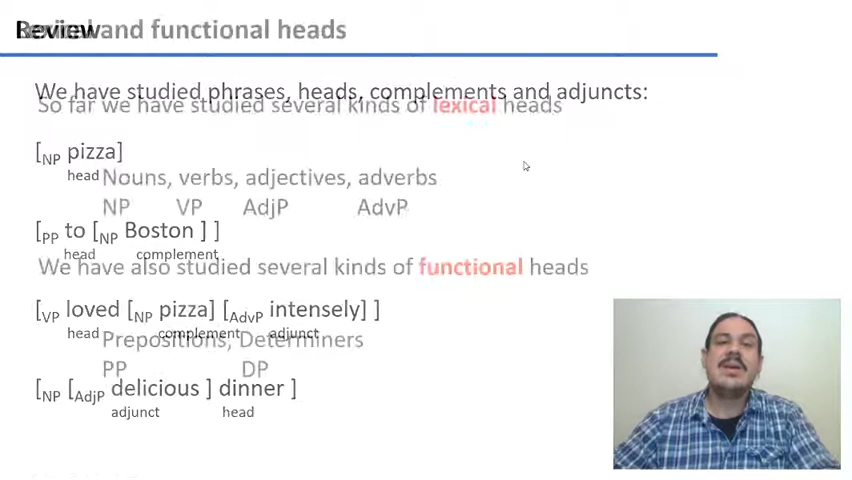 Review
Lexical and functional heads
We have studied phrases, heads, complements and adjuncts:
So far we have studied several kinds of lexical heads
[NP pizza]
head
Nouns, verbs, adjectives, adverbs
NP VP AdjP AdvP
[PP to [NP Boston ] ]
head complement
We have also studied several kinds of functional heads
[VP loved [NP pizza] [AdvP intensely] ]
head complement adjunct
Prepositions, Determiners
PP DP
[NP [AdjP delicious ] dinner ]
adjunct head